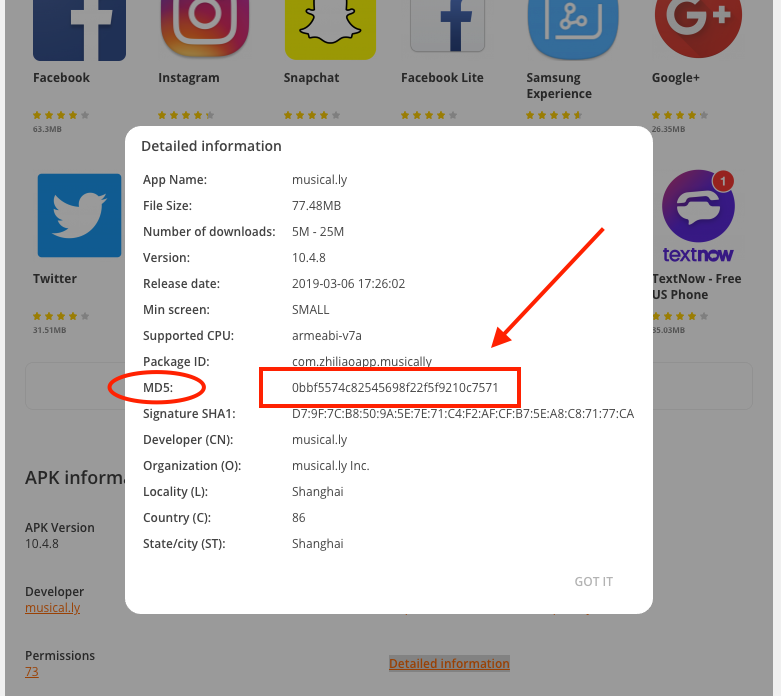 Facebook
Instagram
Snapchat
Facebook Lite
Samsung
Experience
Google+
63.3MB
26.35MB
Detailed information
App Name: musical.ly
File Size: 77.48MB
Number of downloads: 5M - 25M
Version: 10.4.8
Release date: 2019-03-06 17:26:02
Min screen: SMALL
Supported CPU: armeabi-v7a
Package ID: com.zhiliaoapp.musically
MD5: 0bbf5574c82545698f22f5f9210c7571
Signature SHA1: D7:9F:7C:B8:50:9A:5E:7E:71:C4:F2:AF:CF:B7:5E:A8:C8:71:77:CA
Developer (CN): musical.ly
Organization (O): musical.ly Inc.
Locality (L): Shanghai
Country (C): 86
State/city (ST): Shanghai
GOT IT
Twitter
31.51MB
1
textnow
TextNow - Free
US Phone
35.03MB
APK informa
APK Version
10.4.8
Developer
musical.ly
Permissions
73
Detailed information